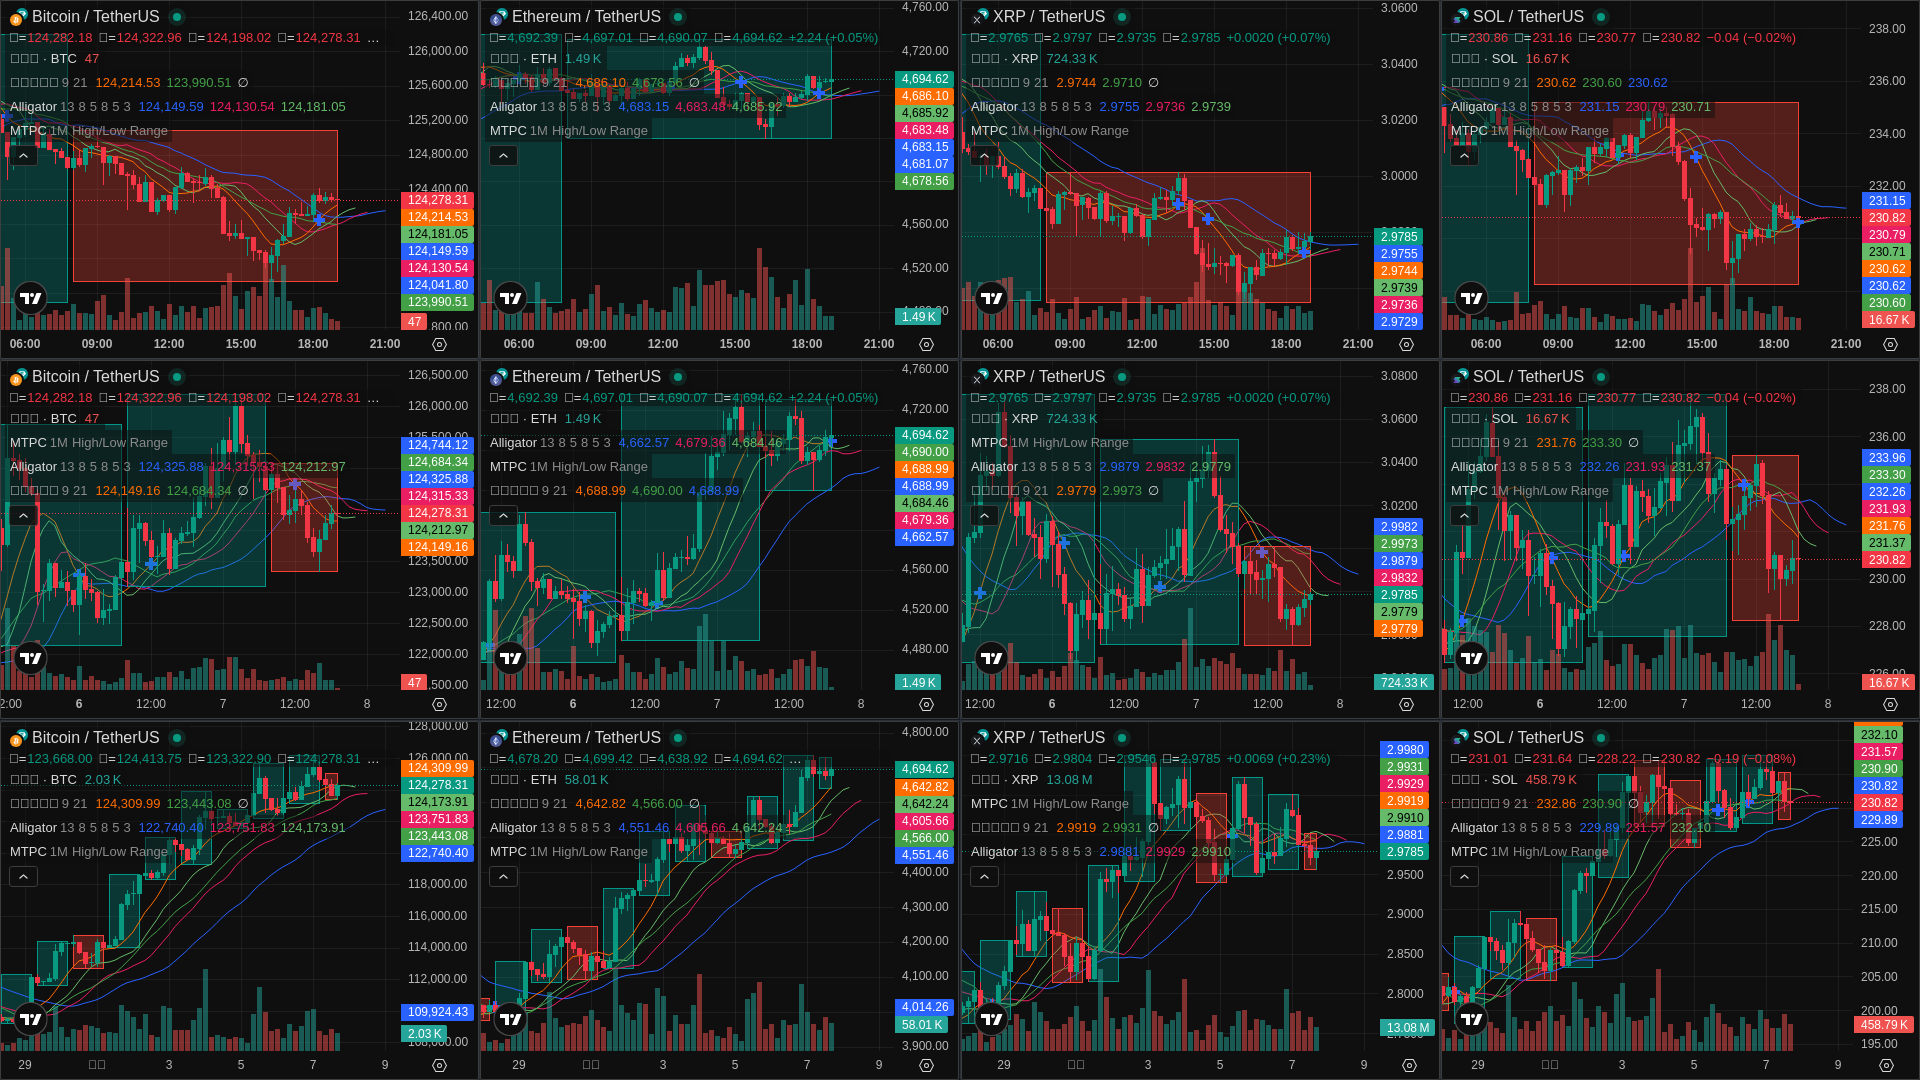 Bitcoin / TetherUS
□=124,282.18 □=124,322.96 □=124,198.02 □=124,278.31 …
□□□ · BTC 47
□□□□□ 9 21 124,214.53 123,990.51 ∅
Alligator 13 8 5 8 5 3 124,149.59 124,130.54 124,181.05
MTPC 1M High/Low Range
126,400.00
126,000.00
125,600.00
125,200.00
124,800.00
124,400.00
124,278.31
124,214.53
124,181.05
124,149.59
124,130.54
124,041.80
123,990.51
47
06:00 09:00 12:00 15:00 18:00 21:00
Ethereum / TetherUS
□=4,692.39 □=4,697.01 □=4,690.07 □=4,694.62 +2.24 (+0.05%)
□□□ · ETH 1.49 K
□□□□□ 9 21 4,686.10 4,678.56 ∅
Alligator 13 8 5 8 5 3 4,683.15 4,683.48 4,685.92
MTPC 1M High/Low Range
4,760.00
4,720.00
4,694.62
4,686.10
4,685.92
4,683.48
4,683.15
4,681.07
4,678.56
4,560.00
4,520.00
1.49 K
06:00 09:00 12:00 15:00 18:00 21:00
XRP / TetherUS
□=2.9765 □=2.9797 □=2.9735 □=2.9785 +0.0020 (+0.07%)
□□□ · XRP 724.33 K
□□□□□ 9 21 2.9744 2.9710 ∅
Alligator 13 8 5 8 5 3 2.9755 2.9736 2.9739
MTPC 1M High/Low Range
3.0600
3.0400
3.0200
3.0000
2.9785
2.9755
2.9744
2.9739
2.9736
2.9729
06:00 09:00 12:00 15:00 18:00 21:00
SOL / TetherUS
□=230.86 □=231.16 □=230.77 □=230.82 −0.04 (−0.02%)
□□□ · SOL 16.67 K
□□□□□ 9 21 230.62 230.60 230.62
Alligator 13 8 5 8 5 3 231.15 230.79 230.71
MTPC 1M High/Low Range
238.00
236.00
234.00
232.00
231.15
230.82
230.79
230.71
230.62
230.62
230.60
16.67 K
06:00 09:00 12:00 15:00 18:00 21:00
Bitcoin / TetherUS
□=124,282.18 □=124,322.96 □=124,198.02 □=124,278.31 …
□□□ · BTC 47
MTPC 1M High/Low Range
Alligator 13 8 5 8 5 3 124,325.88 124,315.33 124,212.97
□□□□□ 9 21 124,149.16 124,684.34 ∅
126,500.00
126,000.00
124,744.12
124,684.34
124,325.88
124,315.33
124,278.31
124,212.97
124,149.16
123,500.00
123,000.00
122,500.00
122,000.00
47
6 12:00 7 12:00 8
Ethereum / TetherUS
□=4,692.39 □=4,697.01 □=4,690.07 □=4,694.62 +2.24 (+0.05%)
□□□ · ETH 1.49 K
Alligator 13 8 5 8 5 3 4,662.57 4,679.36 4,684.46
MTPC 1M High/Low Range
□□□□□ 9 21 4,688.99 4,690.00 4,688.99
4,760.00
4,720.00
4,694.62
4,690.00
4,688.99
4,688.99
4,684.46
4,679.36
4,662.57
4,560.00
4,520.00
4,480.00
1.49 K
12:00 6 12:00 7 12:00 8
XRP / TetherUS
□=2.9765 □=2.9797 □=2.9735 □=2.9785 +0.0020 (+0.07%)
□□□ · XRP 724.33 K
MTPC 1M High/Low Range
Alligator 13 8 5 8 5 3 2.9879 2.9832 2.9779
□□□□□ 9 21 2.9779 2.9973 ∅
3.0800
3.0600
3.0400
3.0200
2.9982
2.9973
2.9879
2.9832
2.9785
2.9779
2.9779
724.33 K
12:00 6 12:00 7 12:00 8
SOL / TetherUS
□=230.86 □=231.16 □=230.77 □=230.82 −0.04 (−0.02%)
□□□ · SOL 16.67 K
□□□□□ 9 21 231.76 233.30 ∅
Alligator 13 8 5 8 5 3 232.26 231.93 231.37
MTPC 1M High/Low Range
238.00
236.00
233.96
233.30
232.26
231.93
231.76
231.37
230.82
230.00
228.00
16.67 K
12:00 6 12:00 7 12:00 8
Bitcoin / TetherUS
□=123,668.00 □=124,413.75 □=123,322.90 □=124,278.31 …
□□□ · BTC 2.03 K
□□□□□ 9 21 124,309.99 123,443.08 ∅
Alligator 13 8 5 8 5 3 122,740.40 123,751.83 124,173.91
MTPC 1M High/Low Range
128,000.00
126,000.00
124,309.99
124,278.31
124,173.91
123,751.83
123,443.08
122,740.40
118,000.00
116,000.00
114,000.00
112,000.00
109,924.43
2.03 K
29 □□ 3 5 7 9
Ethereum / TetherUS
□=4,678.20 □=4,699.42 □=4,638.92 □=4,694.62 …
□□□ · ETH 58.01 K
□□□□□ 9 21 4,642.82 4,566.00 ∅
Alligator 13 8 5 8 5 3 4,551.46 4,605.66 4,642.24
MTPC 1M High/Low Range
4,800.00
4,694.62
4,642.82
4,642.24
4,605.66
4,566.00
4,551.46
4,400.00
4,300.00
4,200.00
4,100.00
4,014.26
58.01 K
3,900.00
29 □□ 3 5 7 9
XRP / TetherUS
□=2.9716 □=2.9804 □=2.9546 □=2.9785 +0.0069 (+0.23%)
□□□ · XRP 13.08 M
MTPC 1M High/Low Range
□□□□□ 9 21 2.9919 2.9931 ∅
Alligator 13 8 5 8 5 3 2.9881 2.9929 2.9910
2.9980
2.9931
2.9929
2.9919
2.9910
2.9881
2.9785
2.9500
2.9000
2.8500
2.8000
13.08 M
29 □□ 3 5 7 9
SOL / TetherUS
□=231.01 □=231.64 □=228.22 □=230.82 −0.19 (−0.08%)
□□□ · SOL 458.79 K
□□□□□ 9 21 232.86 230.90 ∅
Alligator 13 8 5 8 5 3 229.89 231.57 232.10
MTPC 1M High/Low Range
232.10
231.57
230.90
230.82
230.82
229.89
225.00
220.00
215.00
210.00
205.00
200.00
458.79 K
195.00
29 □□ 3 5 7 9